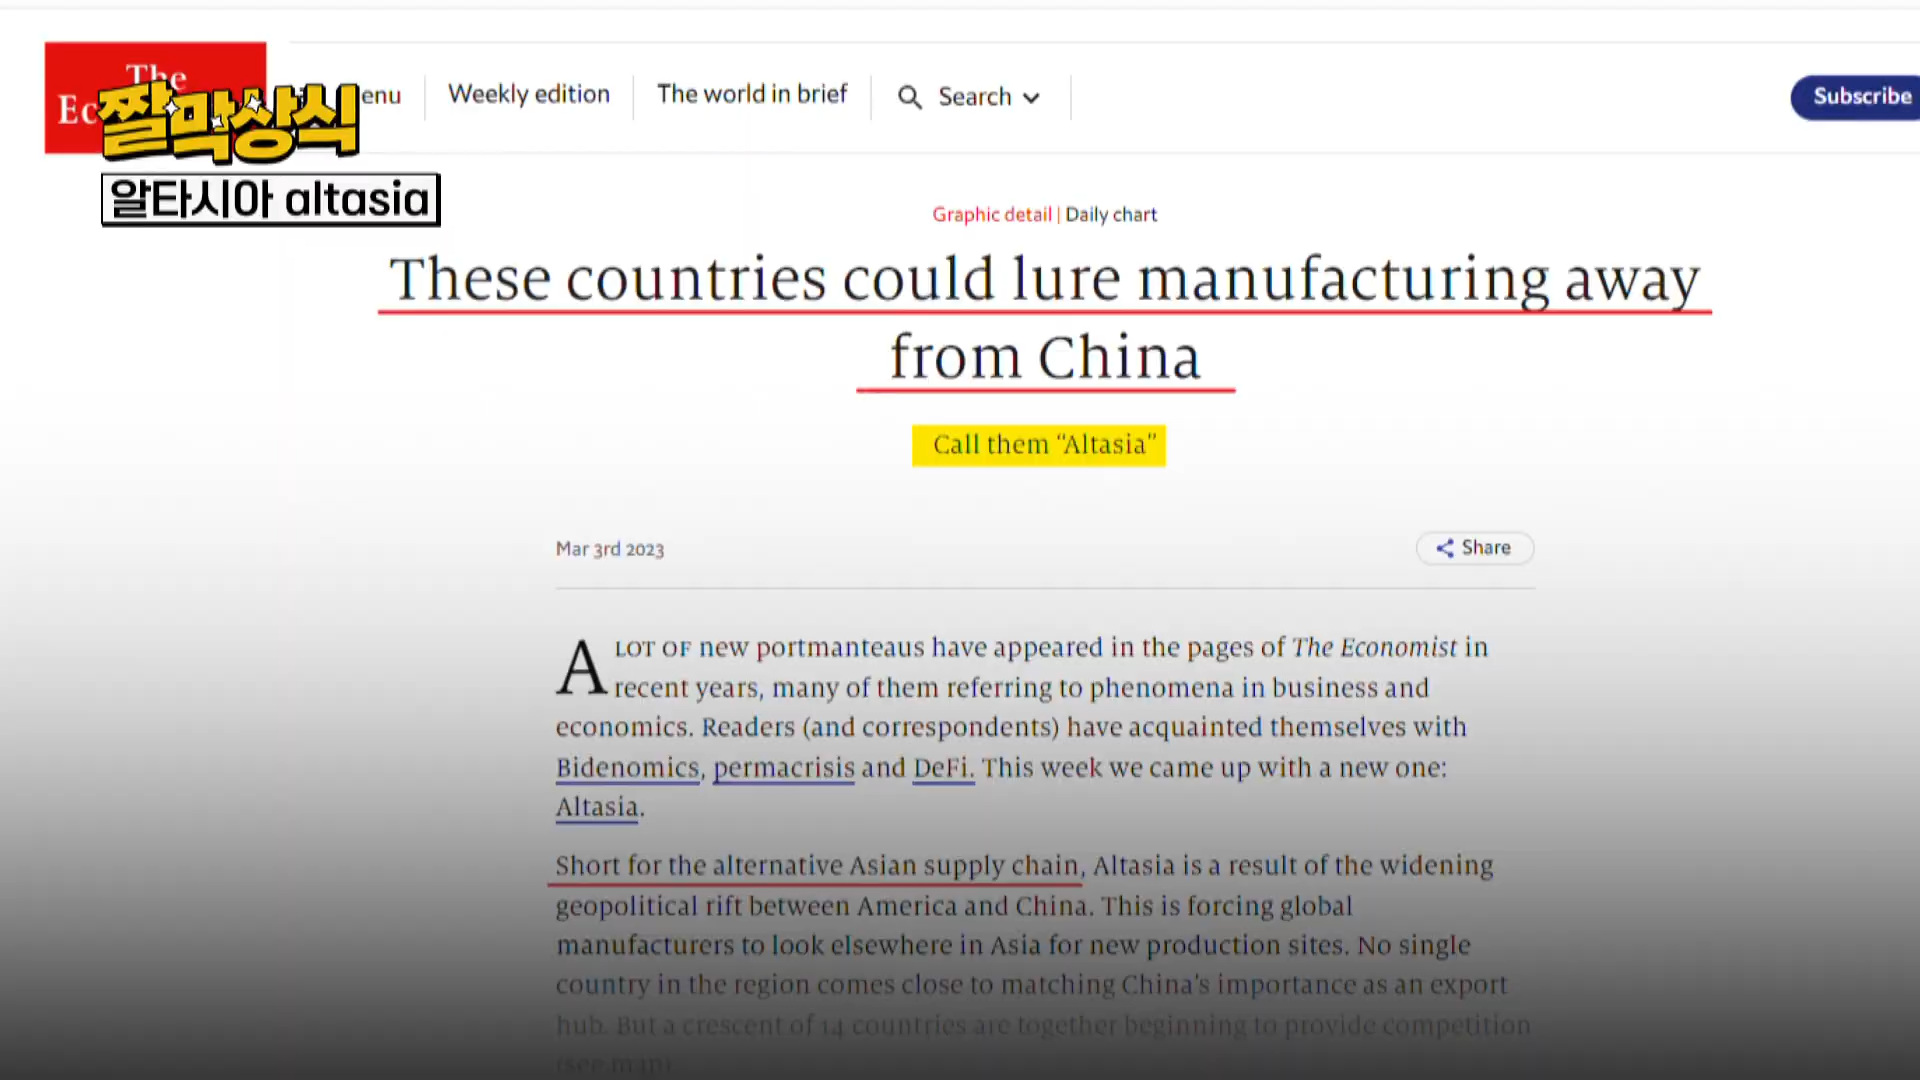 The
Ec
짤막상식
enu
Weekly edition
The world in brief
Search
Subscribe
알타시아 altasia
Graphic detail | Daily chart
These countries could lure manufacturing away
from China
Call them “Altasia”
Mar 3rd 2023
Share
A LOT OF new portmanteaus have appeared in the pages of The Economist in
recent years, many of them referring to phenomena in business and
economics. Readers (and correspondents) have acquainted themselves with
Bidenomics, permacrisis and DeFi. This week we came up with a new one:
Altasia.
Short for the alternative Asian supply chain, Altasia is a result of the widening
geopolitical rift between America and China. This is forcing global
manufacturers to look elsewhere in Asia for new production sites. No single
country in the region comes close to matching China's importance as an export
hub. But a crescent of 14 countries are together beginning to provide competition
(see map)